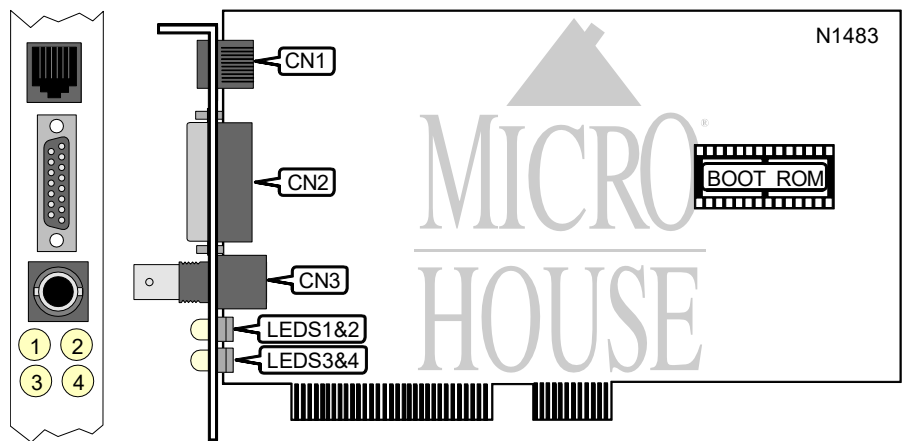 N1483
CN1
MICRO®
BOOT ROM
CN2
HOUSE
CN3
LEDS1&2
LEDS3&4
1 2
3 4